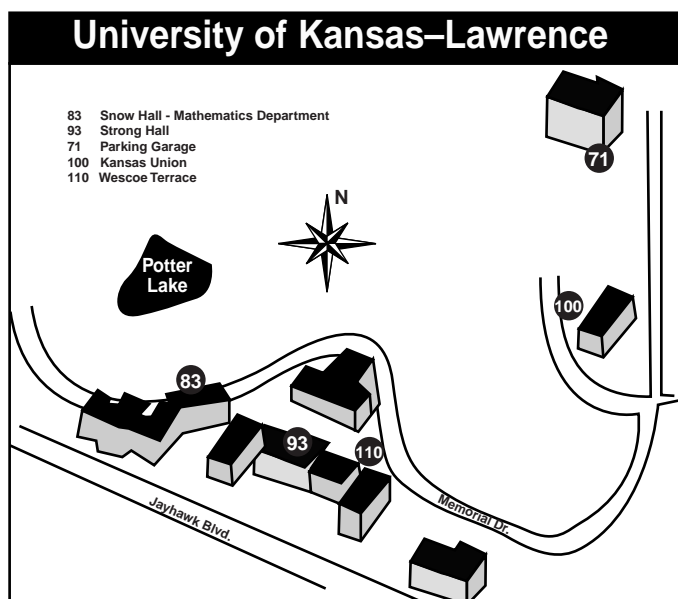 University of Kansas–Lawrence
83 Snow Hall - Mathematics Department
93 Strong Hall
71 Parking Garage
100 Kansas Union
110 Wescoe Terrace
71
N
Potter
Lake
100
83
93
110
Memorial Dr.
Jayhawk Blvd.